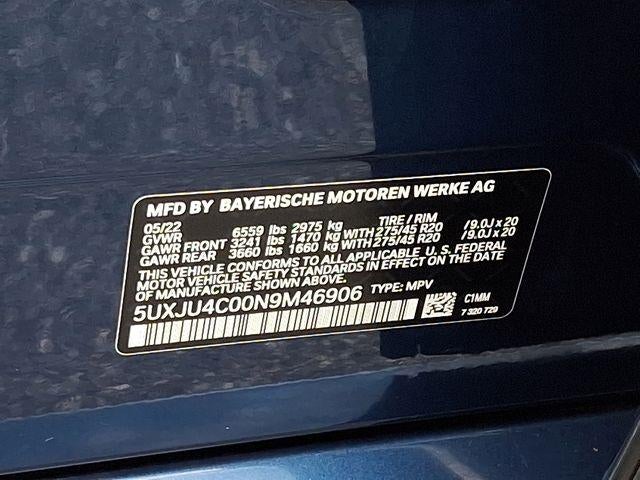 MFD BY BAYERISCHE MOTOREN WERKE AG
05/22 TIRE / RIM
GVWR 6559 lbs 2975 kg
GAWR FRONT 3241 lbs 1470 kg WITH 275/45 R20 / 9.0J x 20
GAWR REAR 3660 lbs 1660 kg WITH 275/45 R20 / 9.0J x 20
THIS VEHICLE CONFORMS TO ALL APPLICABLE U. S. FEDERAL
MOTOR VEHICLE SAFETY STANDARDS IN EFFECT ON THE DATE
OF MANUFACTURE SHOWN ABOVE.
5UXJU4C00N9M46906 TYPE: MPV
C1MM
7 320 729